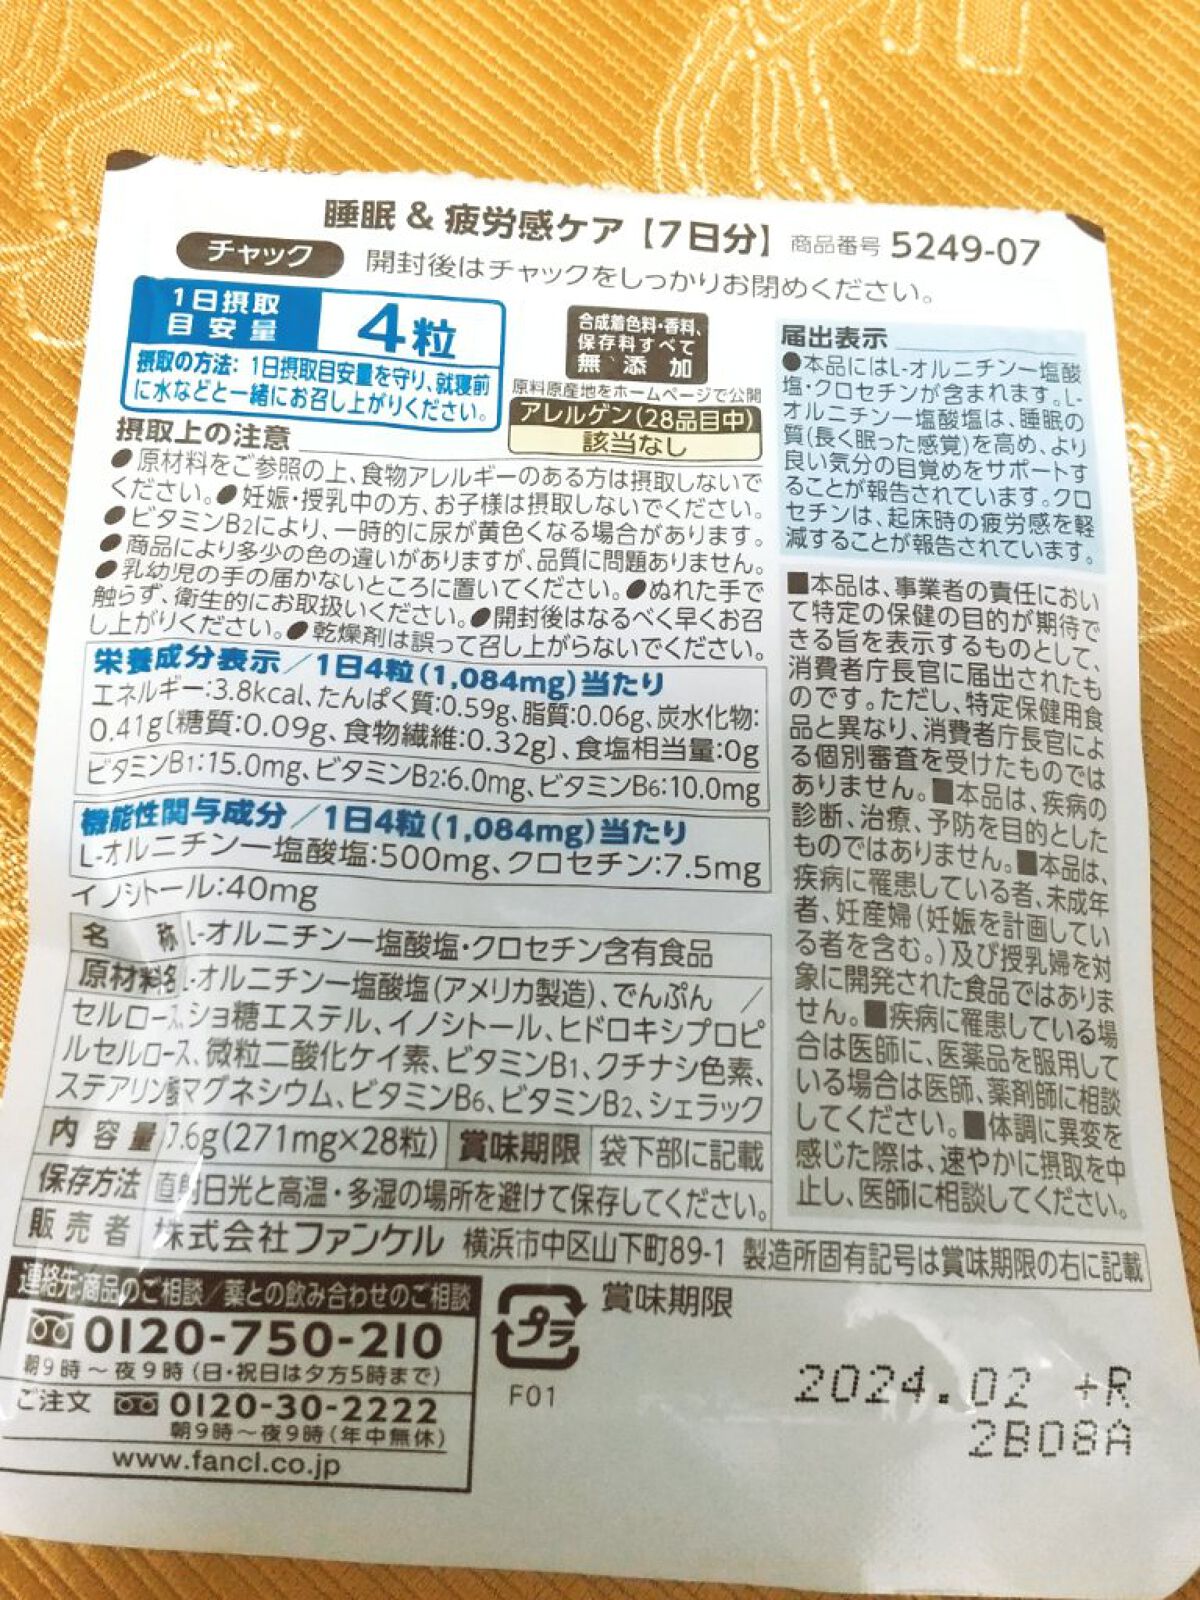 睡眠 & 疲労感ケア【7日分】 商品番号 5249-07
チャック 開封後はチャックをしっかりお閉めください。
1日摂取
目安量
4粒
摂取の方法: 1日摂取目安量を守り、就寝前
に水などと一緒にお召し上がりください。
合成着色料・香料、
保存料すべて
無添加
原料原産地をホームページで公開
アレルゲン(28品目中)
該当なし
摂取上の注意
●原材料をご参照の上、食物アレルギーのある方は摂取しないで
ください。●妊娠・授乳中の方、お子様は摂取しないでください。
●ビタミンB2により、一時的に尿が黄色くなる場合があります。
●商品により多少の色の違いがありますが、品質に問題ありません。
●乳幼児の手の届かないところに置いてください。●ぬれた手で
触らず、衛生的にお取扱いください。●開封後はなるべく早くお召
し上がりください。●乾燥剤は誤って召し上がらないでください。
栄養成分表示/1日4粒(1,084mg)当たり
エネルギー:3.8kcal、たんぱく質:0.59g、脂質:0.06g、炭水化物:
0.41g〔糖質:0.09g、食物繊維:0.32g〕、食塩相当量:0g
ビタミンB1:15.0mg、ビタミンB2:6.0mg、ビタミンB6:10.0mg
機能性関与成分/1日4粒(1,084mg)当たり
L-オルニチン一塩酸塩:500mg、クロセチン:7.5mg
イノシトール:40mg
名称 L-オルニチン一塩酸塩・クロセチン含有食品
原材料名 L-オルニチン一塩酸塩(アメリカ製造)、でんぷん /
セルロース、ショ糖エステル、イノシトール、ヒドロキシプロピ
ルセルロース、微粒二酸化ケイ素、ビタミンB1、クチナシ色素、
ステアリン酸マグネシウム、ビタミンB6、ビタミンB2、シェラック
内容量 7.6g(271mg×28粒) 賞味期限 袋下部に記載
保存方法 直射日光と高温・多湿の場所を避けて保存してください。
販売者 株式会社ファンケル 横浜市中区山下町89-1 製造所固有記号は賞味期限の右に記載
届出表示
●本品にはL-オルニチン一塩酸
塩・クロセチンが含まれます。L-
オルニチン一塩酸塩は、睡眠の
質(長く眠った感覚)を高め、より
良い気分の目覚めをサポートす
ることが報告されています。クロ
セチンは、起床時の疲労感を軽
減することが報告されています。
■本品は、事業者の責任におい
て特定の保健の目的が期待で
きる旨を表示するものとして、
消費者庁長官に届出されたも
のです。ただし、特定保健用食
品と異なり、消費者庁長官によ
る個別審査を受けたものでは
ありません。■本品は、疾病の
診断、治療、予防を目的とした
ものではありません。■本品は、
疾病に罹患している者、未成年
者、妊産婦(妊娠を計画してい
る者を含む。)及び授乳婦を対
象に開発された食品ではありま
せん。■疾病に罹患している場
合は医師に、医薬品を服用して
いる場合は医師、薬剤師に相談
してください。■体調に異変を
感じた際は、速やかに摂取を中
止し、医師に相談してください。
連絡先:商品のご相談/薬との飲み合わせのご相談
0120-750-210
朝9時〜夜9時(日・祝日は夕方5時まで)
ご注文 0120-30-2222
朝9時〜夜9時(年中無休)
www.fancl.co.jp
プラ
F01
賞味期限
2024.02 +R
2B08A